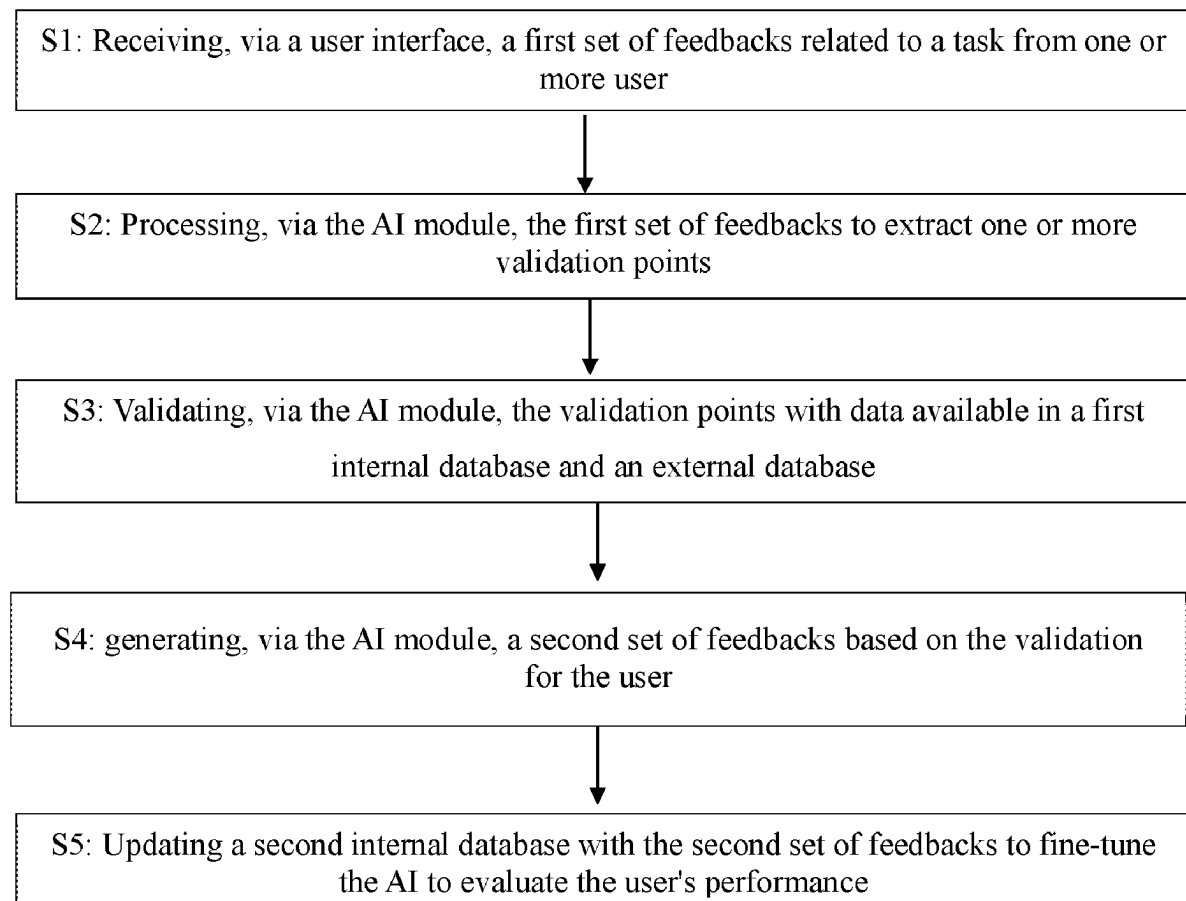 S1: Receiving, via a user interface, a first set of feedbacks related to a task from one or
more user
S2: Processing, via the AI module, the first set of feedbacks to extract one or more
validation points
S3: Validating, via the AI module, the validation points with data available in a first
internal database and an external database
S4: generating, via the AI module, a second set of feedbacks based on the validation
for the user
S5: Updating a second internal database with the second set of feedbacks to fine-tune
the AI to evaluate the user's performance